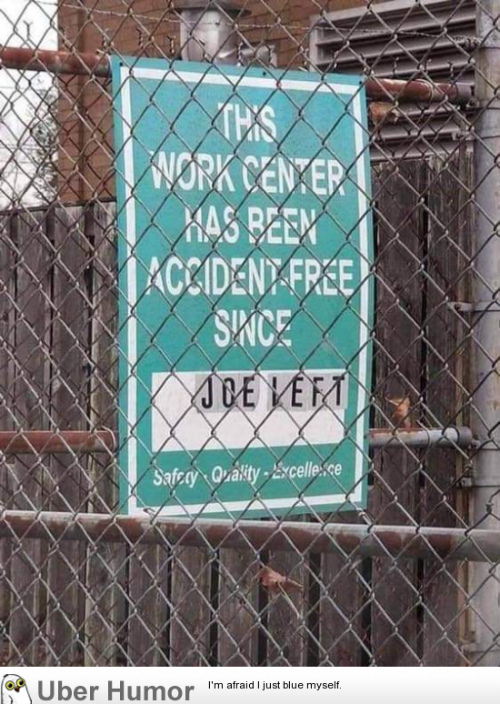 THIS
WORK CENTER
HAS BEEN
ACCIDENT-FREE
SINCE
JOE LEFT
Safety - Quality - Excellence
Uber Humor I'm afraid I just blue myself.